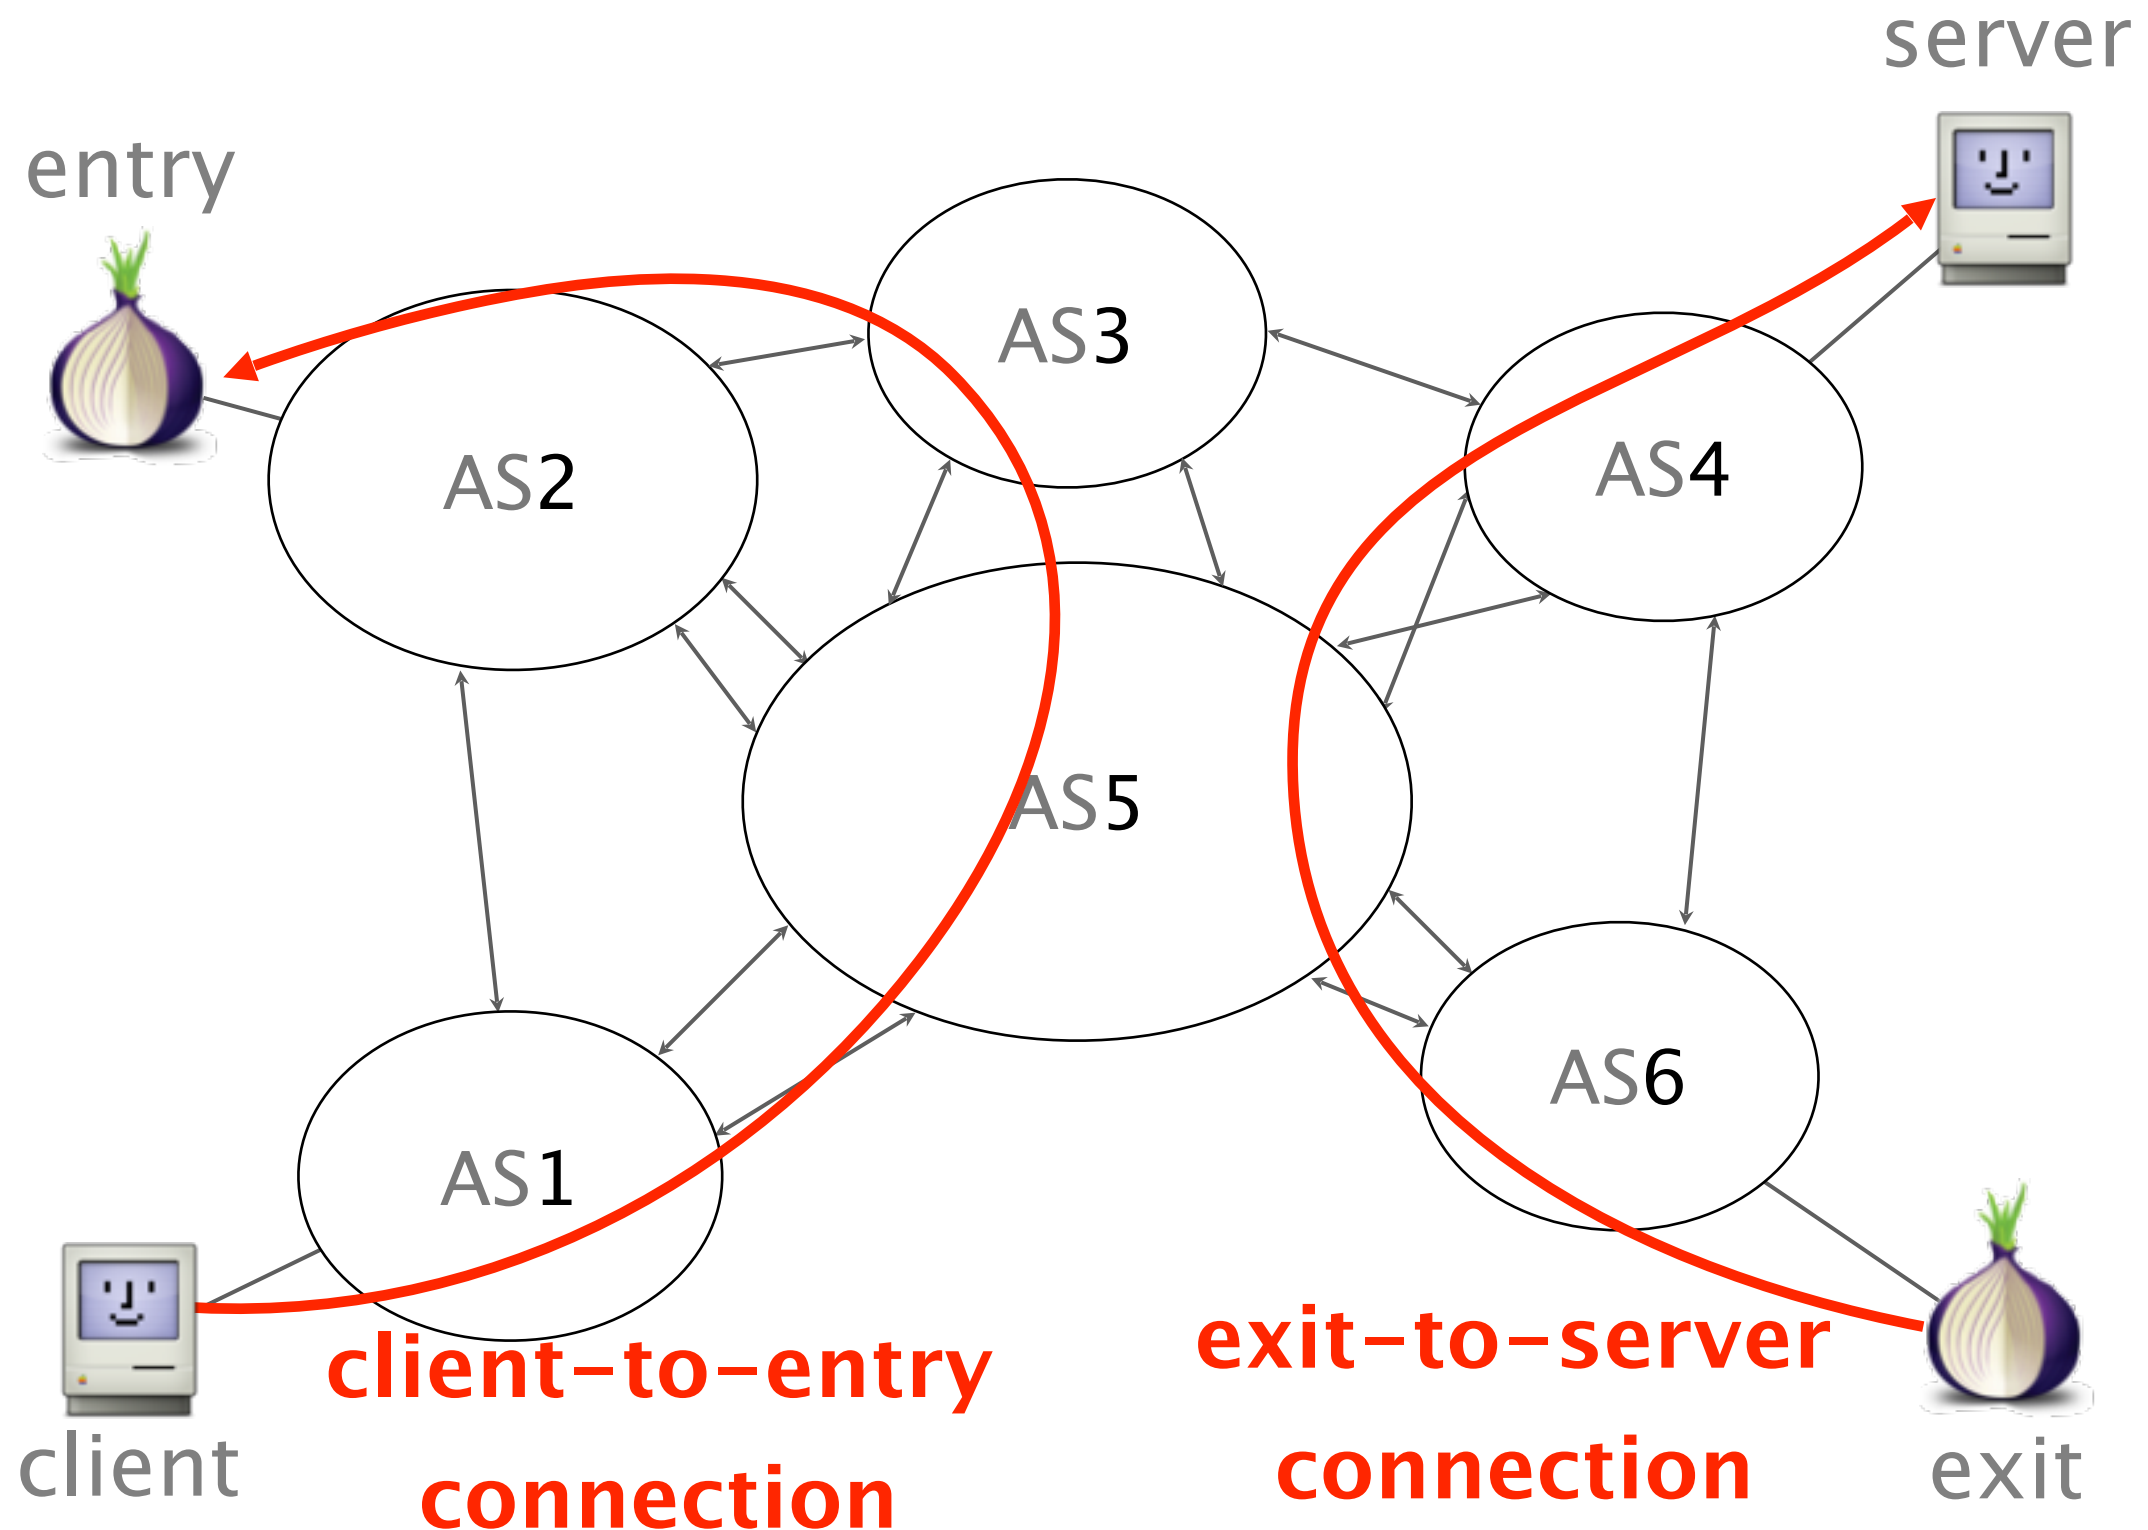 server
entry
AS3
AS4
AS2
AS5
AS6
AS1
client-to-entry
connection
exit-to-server
connection
client
exit